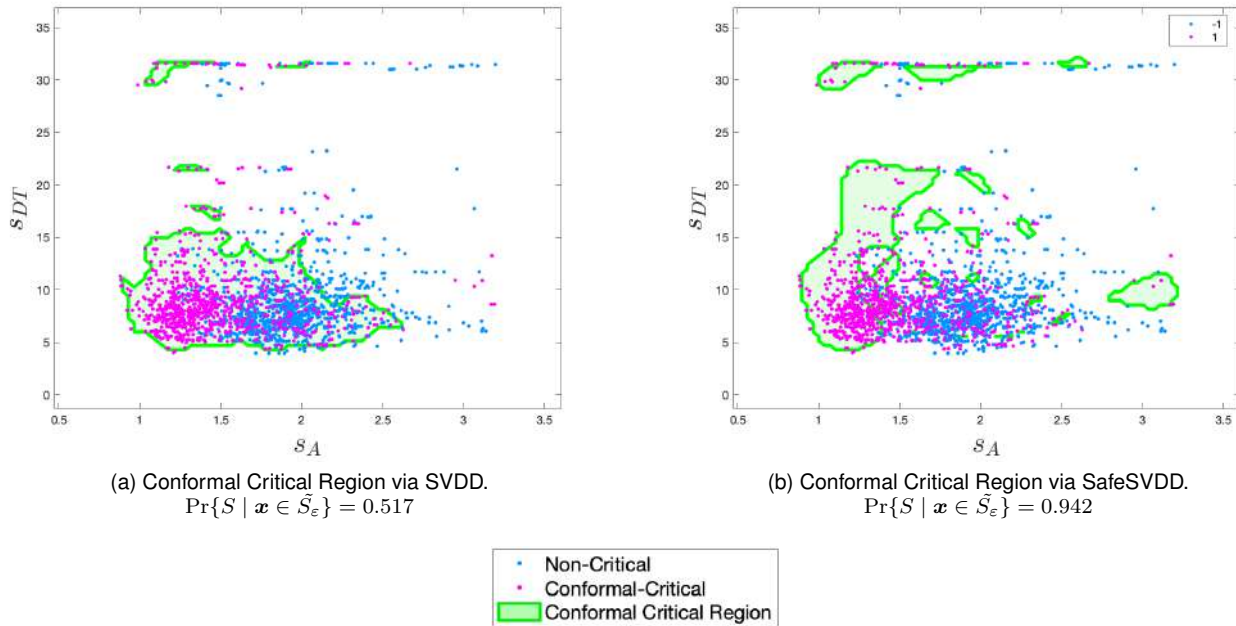 35
30
25
20
15
10
5
0
0.5 1 1.5 2 2.5 3 3.5
s_DT
s_A
(a) Conformal Critical Region via SVDD.
Pr{S | x ∈ S̃_ε} = 0.517
-1
1
35
30
25
20
15
10
5
0
0.5 1 1.5 2 2.5 3 3.5
s_DT
s_A
(b) Conformal Critical Region via SafeSVDD.
Pr{S | x ∈ S̃_ε} = 0.942
Non-Critical
Conformal-Critical
Conformal Critical Region